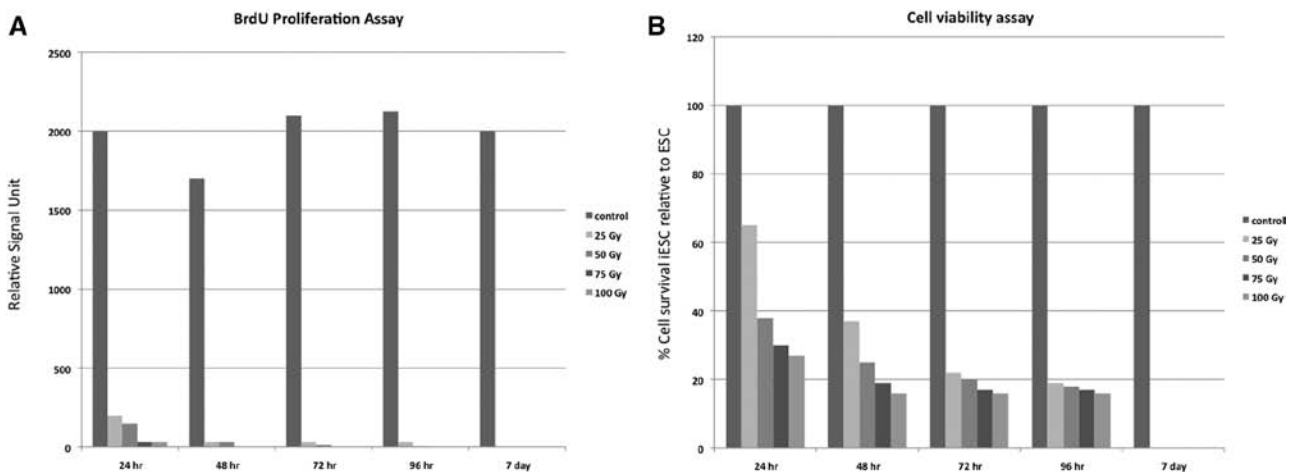 A
BrdU Proliferation Assay
Relative Signal Unit
2500
2000
1500
1000
500
0
24 hr
48 hr
72 hr
96 hr
7 day
control
25 Gy
50 Gy
75 Gy
100 Gy
B
Cell viability assay
% Cell survival iESC relative to ESC
120
100
80
60
40
20
0
24 hr
48 hr
72 hr
96 hr
7 day
control
25 Gy
50 Gy
75 Gy
100 Gy